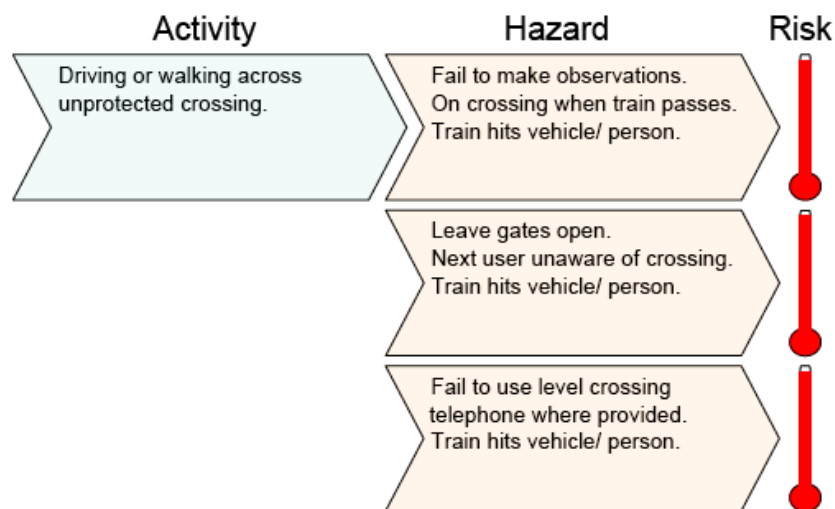 Activity
Hazard
Risk
Driving or walking across
unprotected crossing.
Fail to make observations.
On crossing when train passes.
Train hits vehicle/ person.
Leave gates open.
Next user unaware of crossing.
Train hits vehicle/ person.
Fail to use level crossing
telephone where provided.
Train hits vehicle/ person.